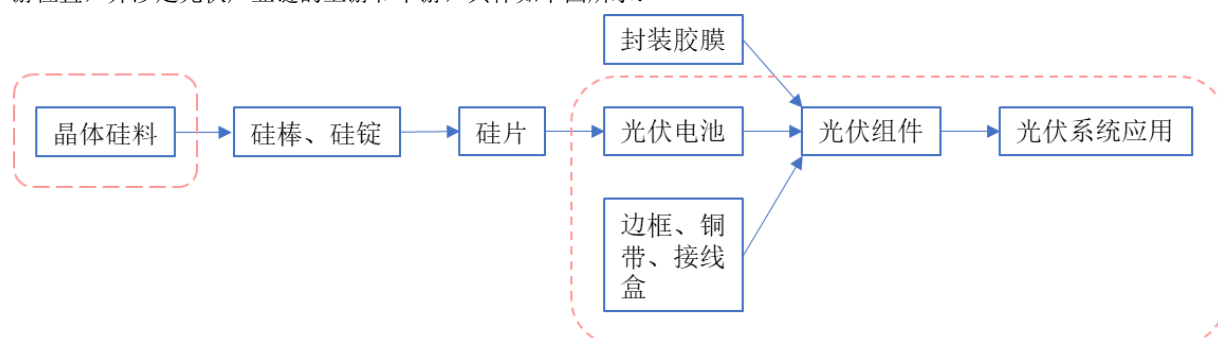 封装胶膜
晶体硅料
硅棒、硅锭
硅片
光伏电池
光伏组件
光伏系统应用
边框、铜
带、接线
盒